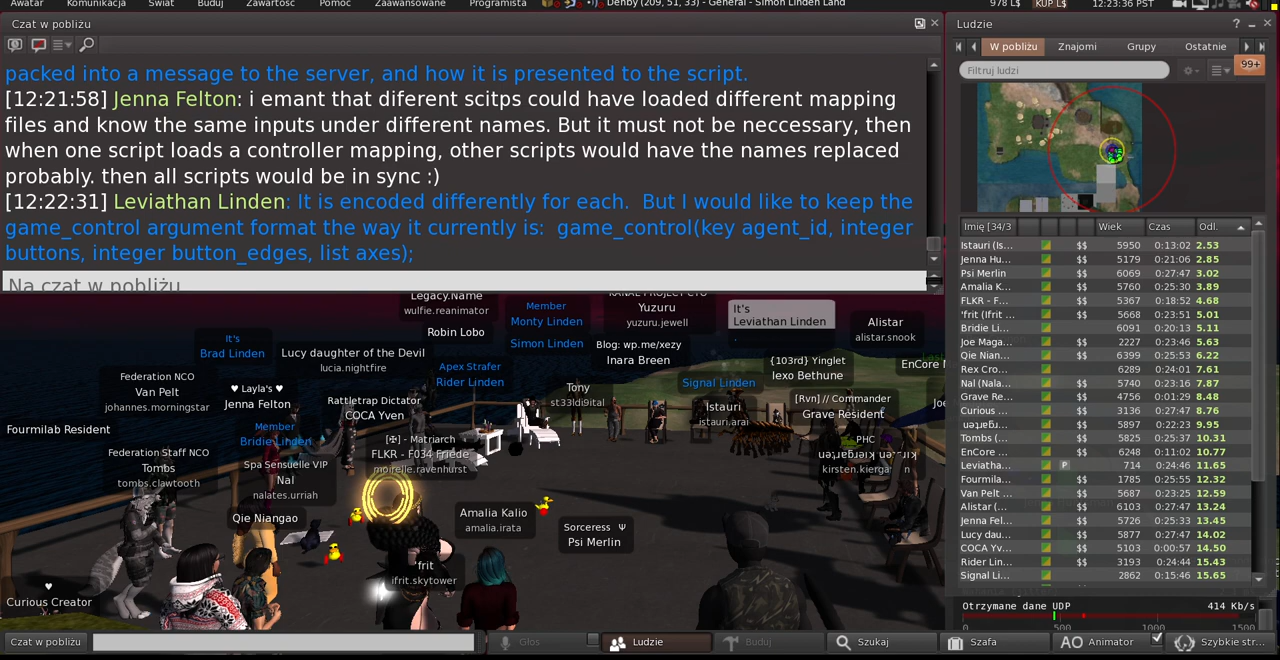 Awatar Komunikacja Świat Buduj Zawartość Pomoc Zaawansowane Programista Denby (209, 51, 33) - General - Simon Linden Land 978 L$ KUP L$ 12:23:36 PST
Czat w pobliżu
packed into a message to the server, and how it is presented to the script.
[12:21:58] Jenna Felton: i emant that diferent scitps could have loaded different mapping
files and know the same inputs under different names. But it must not be neccessary, then
when one script loads a controller mapping, other scripts would have the names replaced
probably. then all scripts would be in sync :)
[12:22:31] Leviathan Linden: It is encoded differently for each.  But I would like to keep the
game_control argument format the way it currently is:  game_control(key agent_id, integer
buttons, integer button_edges, list axes);
Na czat w pobliżu
Legacy.Name
wulfie.reanimator
Robin Lobo
Member
Monty Linden
Simon Linden
Yuzuru
yuzuru.jewell
Blog: wp.me/xezy
Inara Breen
It's
Leviathan Linden
Alistar
alistar.snook
It's
Brad Linden
Lucy daughter of the Devil
lucia.nightfire
Apex Strafer
Rider Linden
{103rd} Yinglet
Iexo Bethune
EnCore M
Federation NCO
Van Pelt
johannes.morningstar
♥ Layla's ♥
Jenna Felton
Rattletrap Dictator
COCA Yven
Tony
st33ldi9ital
Signal Linden
Istauri
istauri.arai
[Rvn] // Commander
Grave Resident
Joe
Fourmilab Resident
Member
Bridie Linden
[✠] - Matriarch
FLKR - F034 Friede
moirelle.ravenhurst
PHC
kirsten.kierga n
Federation Staff NCO
Tombs
tombs.clawtooth
Spa Sensuelle VIP
Nal
nalates.urriah
Qie Niangao
Amalia Kalio
amalia.irata
Sorceress Ψ
Psi Merlin
'frit
ifrit.skytower
♥
Curious Creator
Ludzie
W pobliżu Znajomi Grupy Ostatnie
Filtruj ludzi 99+
Imię [34/3 Wiek Czas Odl.
Istauri (Is... $$ 5950 0:13:02 2.53
Jenna Hu... $$ 5179 0:21:06 2.85
Psi Merlin $$ 6069 0:27:47 3.02
Amalia K... $$ 5760 0:25:30 3.89
FLKR - F... $$ 5367 0:18:52 4.68
'frit (Ifrit ... $$ 5668 0:23:51 5.01
Bridie Li... 6091 0:20:13 5.11
Joe Maga... $$ 2227 0:23:46 5.63
Qie Nian... $$ 6399 0:25:53 6.22
Rex Cro... 6289 0:24:01 7.61
Nal (Nala... $$ 5740 0:23:16 7.87
Grave Re... $$ 4756 0:01:29 8.48
Curious ... $$ 3136 0:27:47 8.76
$$ 5897 0:22:23 9.95
Tombs (... $$ 5825 0:25:37 10.31
EnCore ... $$ 6248 0:11:02 10.77
Leviatha... P 714 0:24:46 11.65
Fourmila... $$ 1785 0:25:55 12.32
Van Pelt ... $$ 5687 0:23:25 12.59
Alistar (... $$ 6103 0:27:47 13.24
Jenna Fel... $$ 5726 0:25:33 13.45
Lucy dau... $$ 5877 0:27:47 14.02
COCA Yv... $$ 5103 0:00:57 14.50
Rider Lin... $$ 3193 0:24:44 15.43
Signal Li... 2862 0:15:46 15.65
Otrzymane dane UDP 414 Kb/s
0 500 1000 1500
Czat w pobliżu Głos Ludzie Buduj Szukaj Szafa AO Animator Szybkie str...